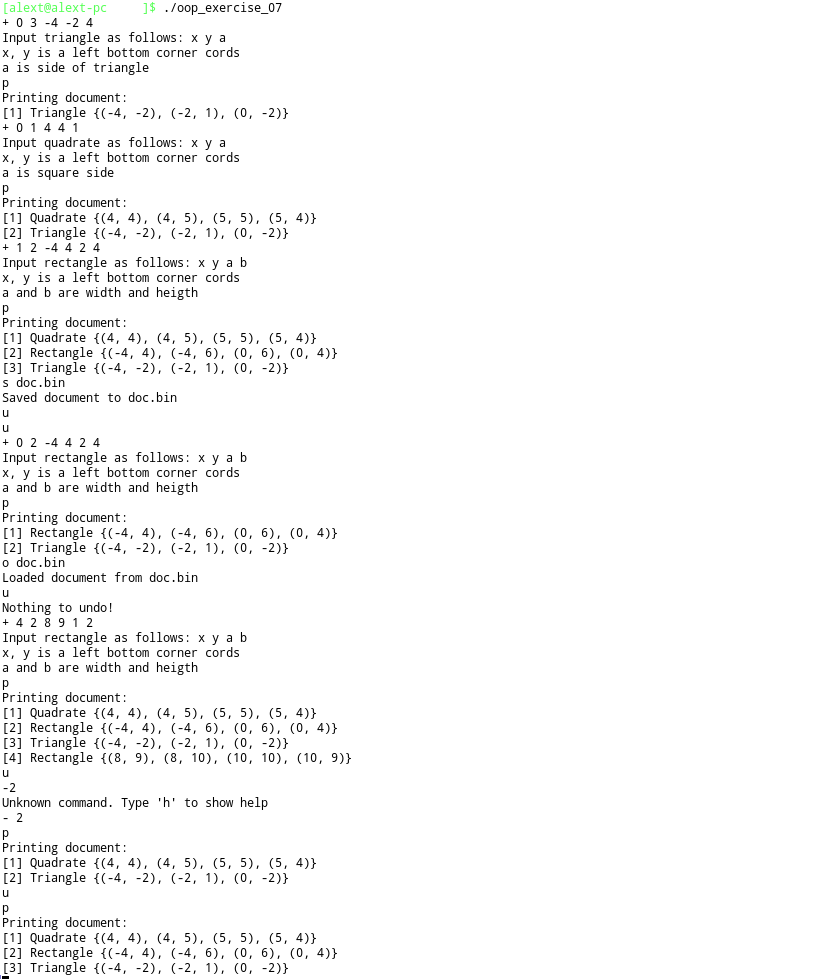 [alext@alext-pc     ]$ ./oop_exercise_07
+ 0 3 -4 -2 4
Input triangle as follows: x y a
x, y is a left bottom corner cords
a is side of triangle
p
Printing document:
[1] Triangle {(-4, -2), (-2, 1), (0, -2)}
+ 0 1 4 4 1
Input quadrate as follows: x y a
x, y is a left bottom corner cords
a is square side
p
Printing document:
[1] Quadrate {(4, 4), (4, 5), (5, 5), (5, 4)}
[2] Triangle {(-4, -2), (-2, 1), (0, -2)}
+ 1 2 -4 4 2 4
Input rectangle as follows: x y a b
x, y is a left bottom corner cords
a and b are width and heigth
p
Printing document:
[1] Quadrate {(4, 4), (4, 5), (5, 5), (5, 4)}
[2] Rectangle {(-4, 4), (-4, 6), (0, 6), (0, 4)}
[3] Triangle {(-4, -2), (-2, 1), (0, -2)}
s doc.bin
Saved document to doc.bin
u
u
+ 0 2 -4 4 2 4
Input rectangle as follows: x y a b
x, y is a left bottom corner cords
a and b are width and heigth
p
Printing document:
[1] Rectangle {(-4, 4), (-4, 6), (0, 6), (0, 4)}
[2] Triangle {(-4, -2), (-2, 1), (0, -2)}
o doc.bin
Loaded document from doc.bin
u
Nothing to undo!
+ 4 2 8 9 1 2
Input rectangle as follows: x y a b
x, y is a left bottom corner cords
a and b are width and heigth
p
Printing document:
[1] Quadrate {(4, 4), (4, 5), (5, 5), (5, 4)}
[2] Rectangle {(-4, 4), (-4, 6), (0, 6), (0, 4)}
[3] Triangle {(-4, -2), (-2, 1), (0, -2)}
[4] Rectangle {(8, 9), (8, 10), (10, 10), (10, 9)}
u
-2
Unknown command. Type 'h' to show help
- 2
p
Printing document:
[1] Quadrate {(4, 4), (4, 5), (5, 5), (5, 4)}
[2] Triangle {(-4, -2), (-2, 1), (0, -2)}
u
p
Printing document:
[1] Quadrate {(4, 4), (4, 5), (5, 5), (5, 4)}
[2] Rectangle {(-4, 4), (-4, 6), (0, 6), (0, 4)}
[3] Triangle {(-4, -2), (-2, 1), (0, -2)}